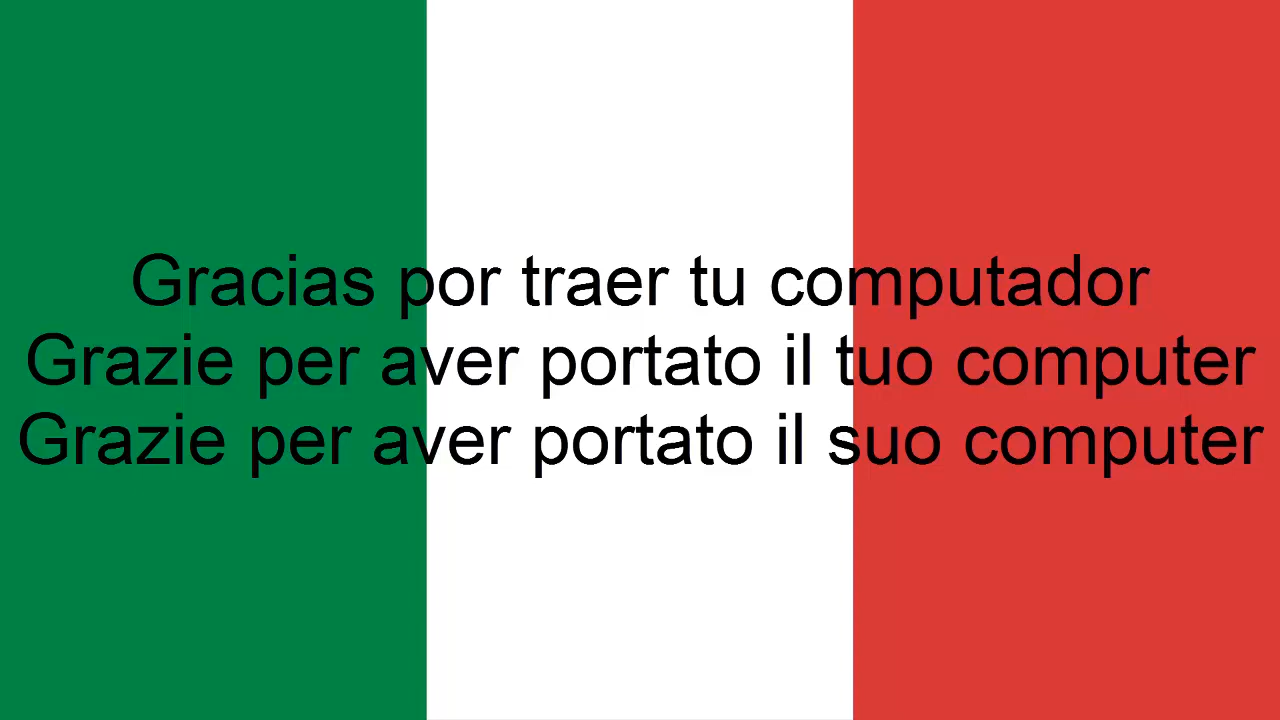 Gracias por traer tu computador
Grazie per aver portato il tuo computer
Grazie per aver portato il suo computer